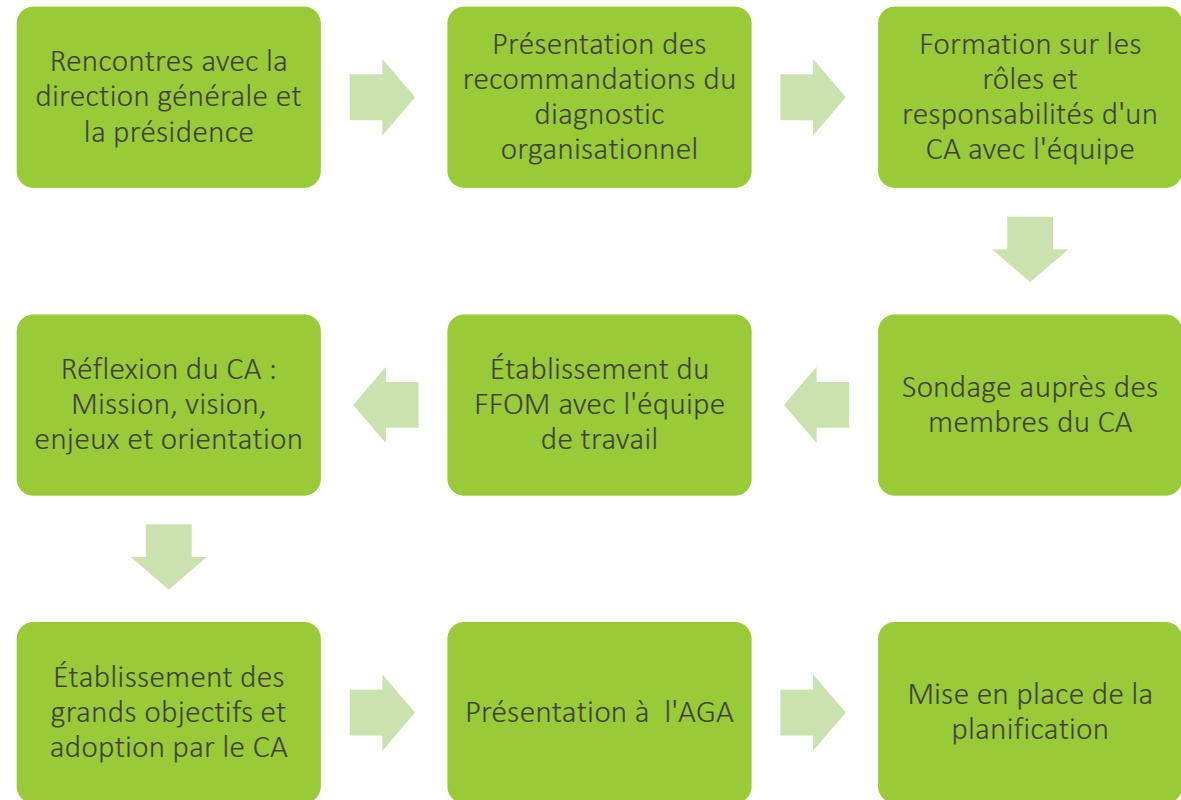 Rencontres avec la
direction générale et
la présidence
Présentation des
recommandations du
diagnostic
organisationnel
Formation sur les
rôles et
responsabilités d'un
CA avec l'équipe
Sondage auprès des
membres du CA
Établissement du
FFOM avec l'équipe
de travail
Réflexion du CA :
Mission, vision,
enjeux et orientation
Établissement des
grands objectifs et
adoption par le CA
Présentation à  l'AGA
Mise en place de la
planification